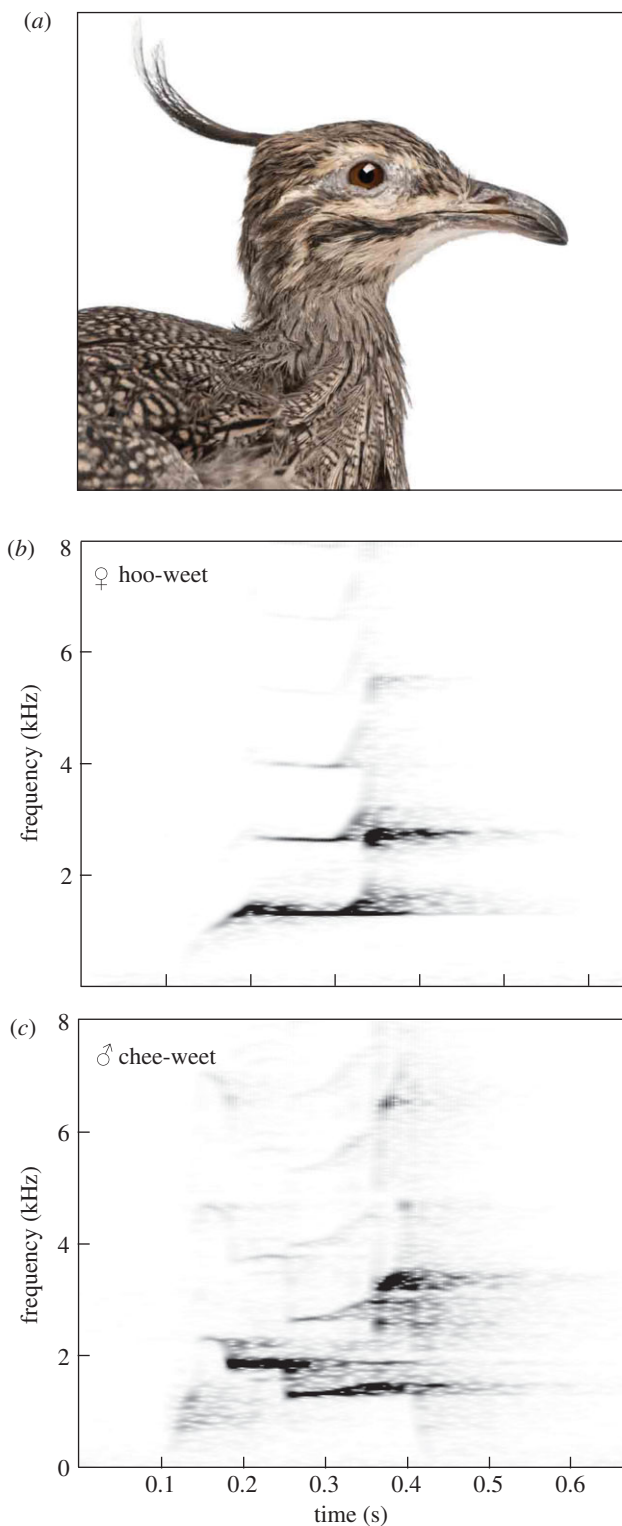 (a)
(b)
8
♀ hoo-weet
6
frequency (kHz)
4
2
(c)
8
♂ chee-weet
6
frequency (kHz)
4
2
0
0.1 0.2 0.3 0.4 0.5 0.6
time (s)